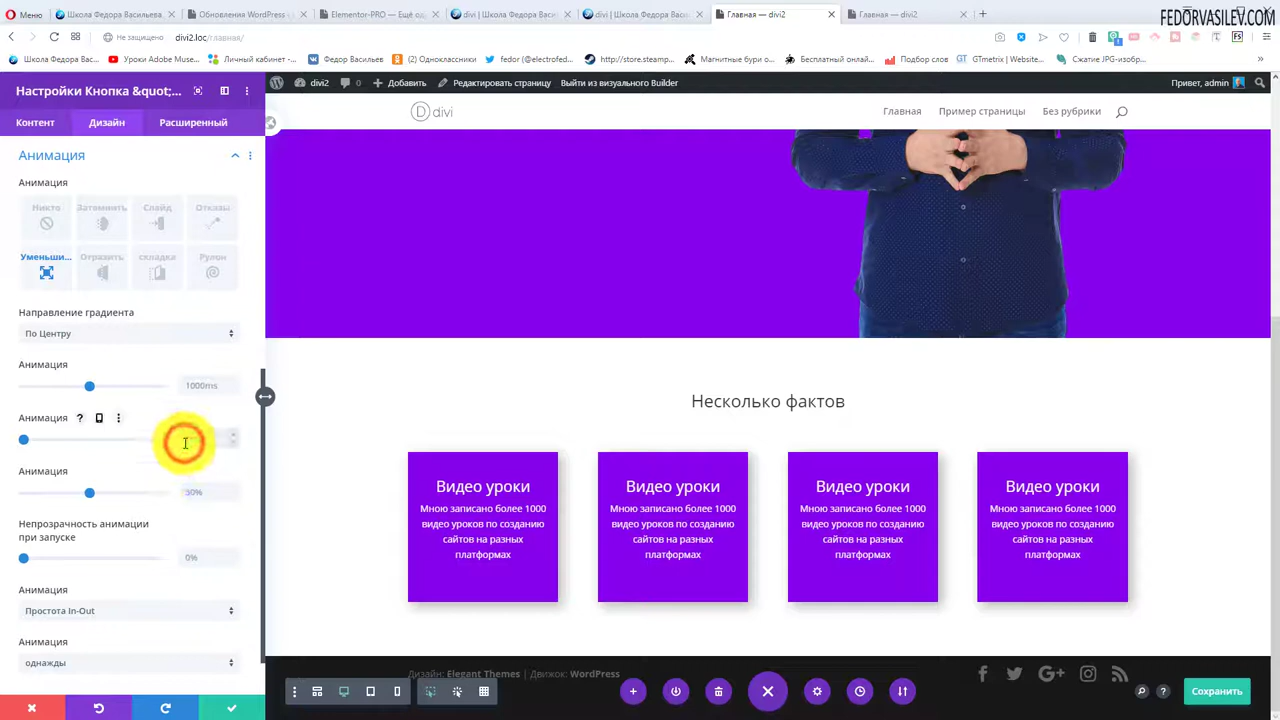 Меню
Школа Федора Васильева
Обновления WordPress
Elementor-PRO — Ещё од
divi | Школа Федора Васи
divi | Школа Федора Васи
Главная — divi2
Главная — divi2
FEDORVASILEV.COM
Не защищено
divi2.loc/главная/
Школа Федора Вас...
Уроки Adobe Muse...
Личный кабинет -...
Федор Васильев
(2) Одноклассники
fedor (@electrofed...
http://store.steamp...
Магнитные бури о...
Бесплатный онлай...
Подбор слов
GTmetrix | Website...
Сжатие JPG-изобр...
divi2
0
Добавить
Редактировать страницу
Выйти из визуального Builder
Привет, admin
Настройки Кнопка &quot;...
Контент
Дизайн
Расширенный
divi
Главная
Пример страницы
Без рубрики
Анимация
Анимация
Никто
Затемнить
Слайд
Отказы
Уменьши...
Отразить
складка
Рулон
Направление градиента
По Центру
Анимация
1000ms
Анимация
Анимация
30%
Непрозрачность анимации
при запуске
0%
Анимация
Простота In-Out
Анимация
однажды
Несколько фактов
Видео уроки
Мною записано более 1000
видео уроков по созданию
сайтов на разных
платформах
Видео уроки
Мною записано более 1000
видео уроков по созданию
сайтов на разных
платформах
Видео уроки
Мною записано более 1000
видео уроков по созданию
сайтов на разных
платформах
Видео уроки
Мною записано более 1000
видео уроков по созданию
сайтов на разных
платформах
Дизайн: Elegant Themes | Движок: WordPress
Сохранить